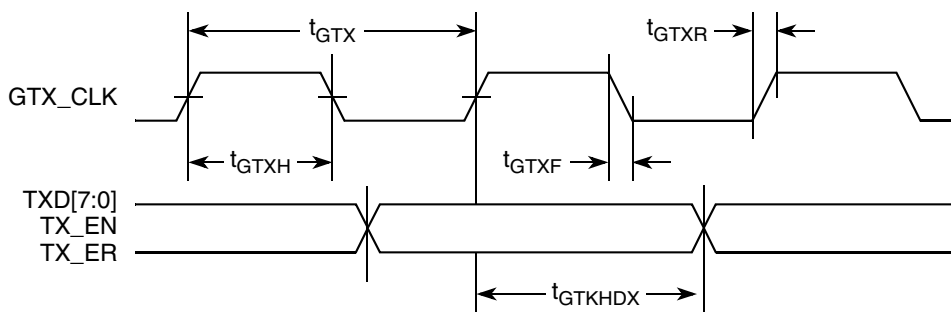 tGTX
tGTXR
GTX_CLK
tGTXH
tGTXF
TXD[7:0]
TX_EN
TX_ER
tGTKHDX